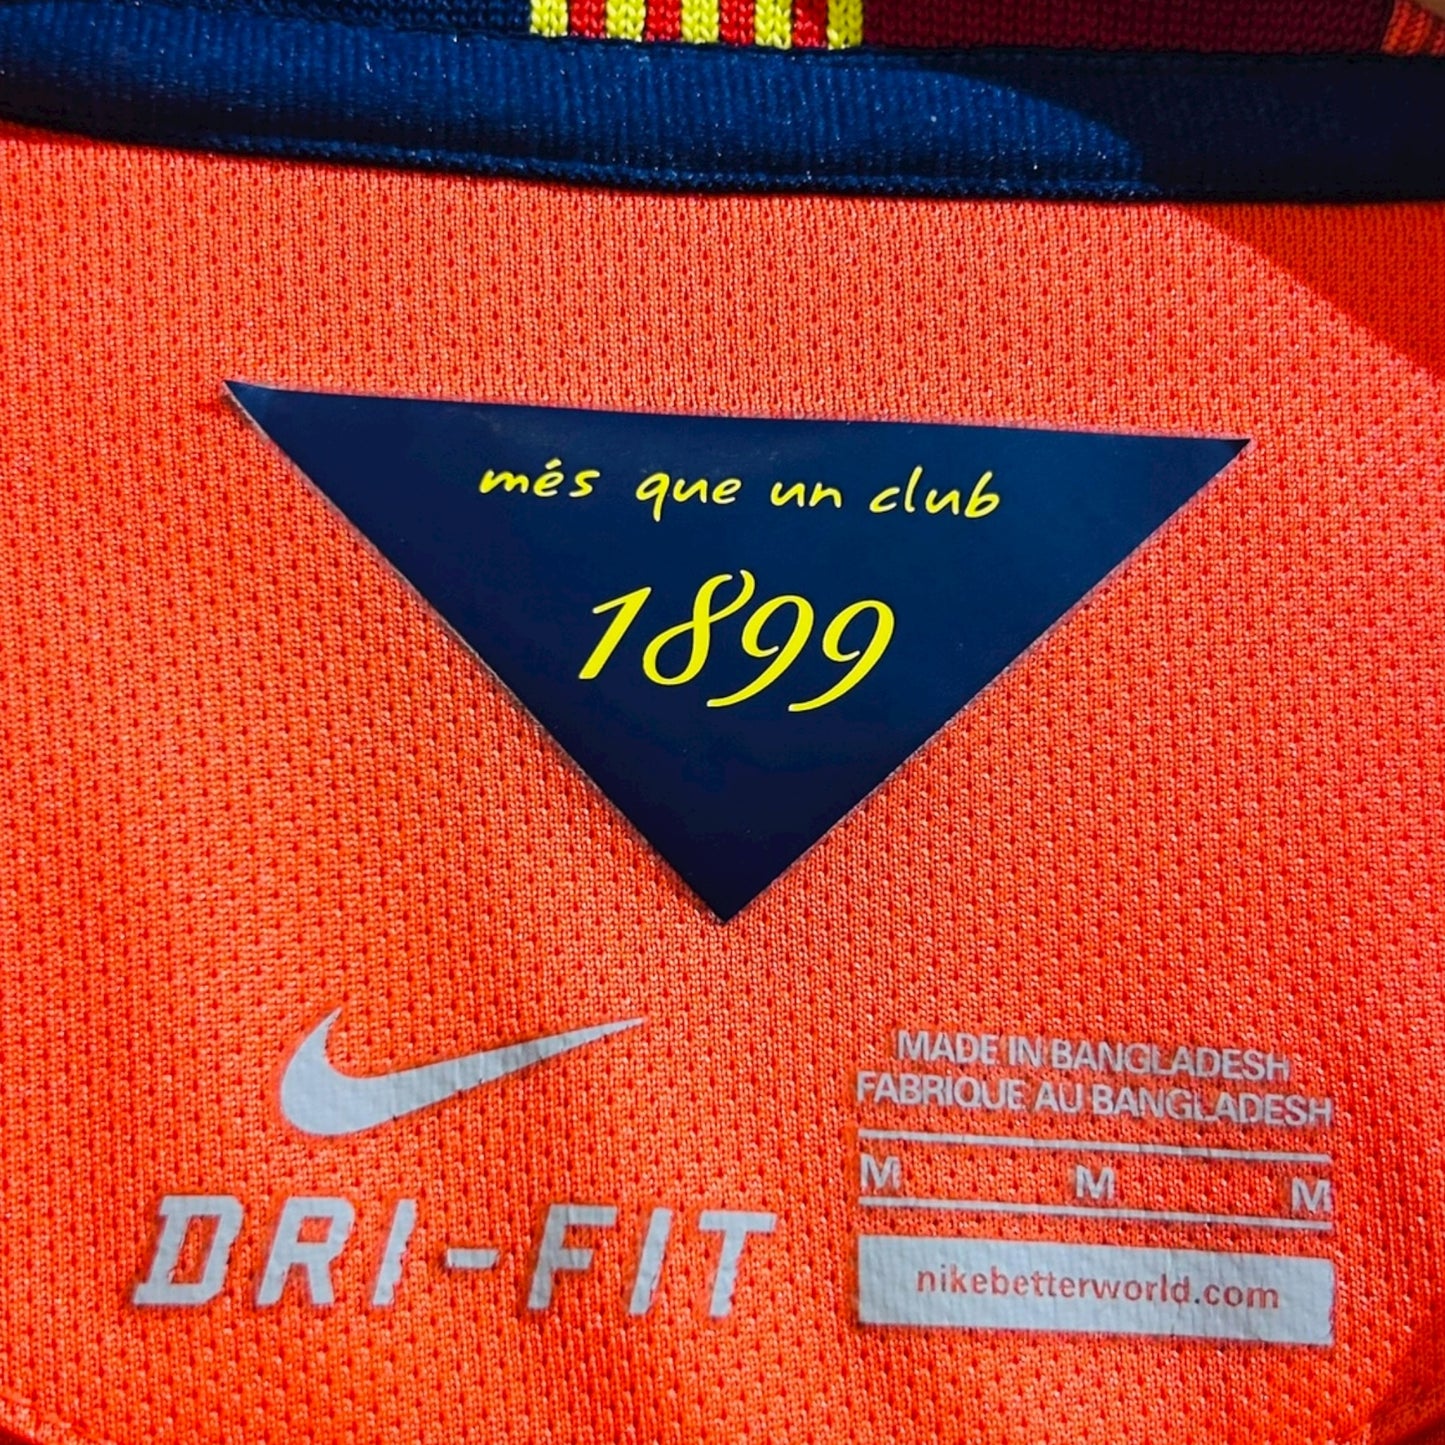 més que un club
1899
DRI-FIT
MADE IN BANGLADESH
FABRIQUE AU BANGLADESH
M M M
nikebetterworld.com